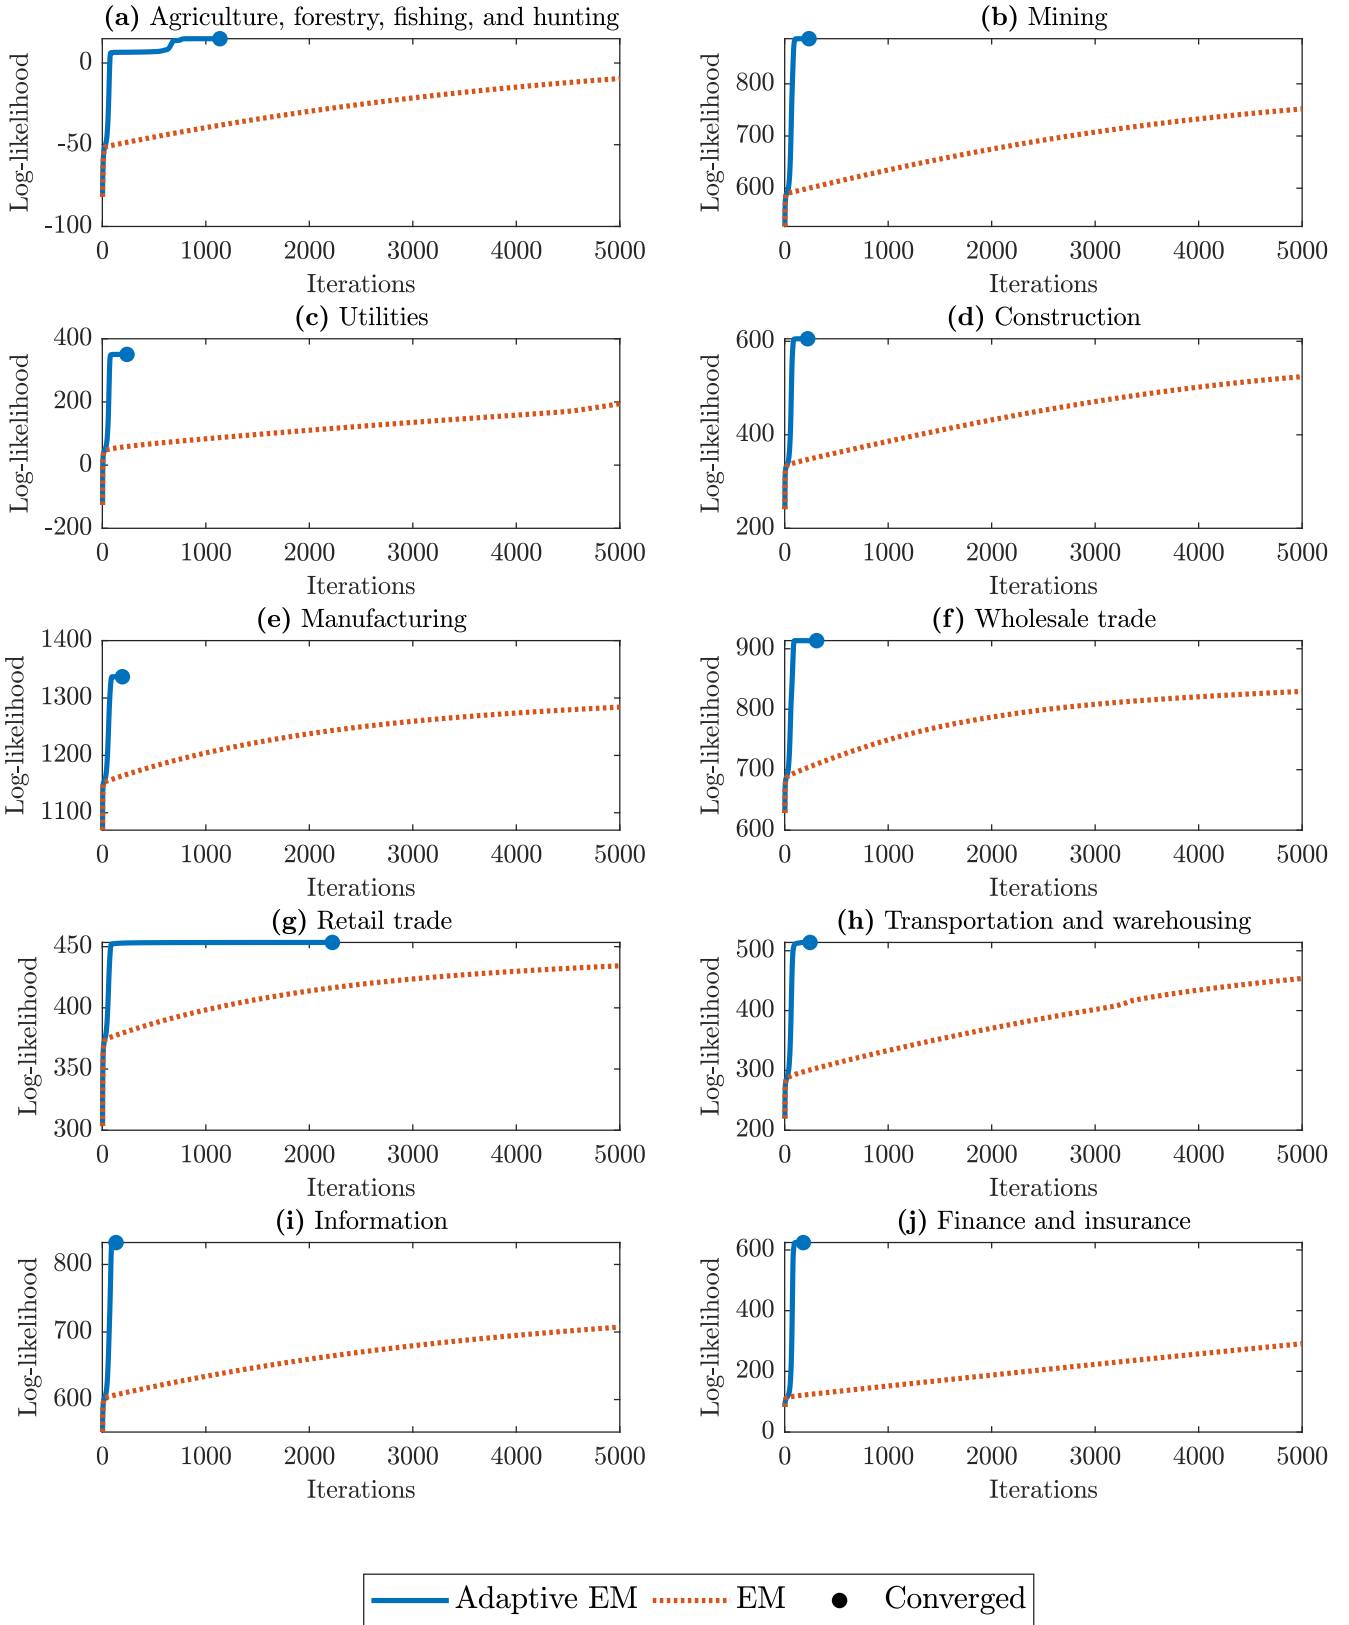 (a) Agriculture, forestry, fishing, and hunting
Log-likelihood
0
-50
-100
0 1000 2000 3000 4000 5000
Iterations
(b) Mining
Log-likelihood
800
700
600
0 1000 2000 3000 4000 5000
Iterations
(c) Utilities
Log-likelihood
400
200
0
-200
0 1000 2000 3000 4000 5000
Iterations
(d) Construction
Log-likelihood
600
400
200
0 1000 2000 3000 4000 5000
Iterations
(e) Manufacturing
Log-likelihood
1400
1300
1200
1100
0 1000 2000 3000 4000 5000
Iterations
(f) Wholesale trade
Log-likelihood
900
800
700
600
0 1000 2000 3000 4000 5000
Iterations
(g) Retail trade
Log-likelihood
450
400
350
300
0 1000 2000 3000 4000 5000
Iterations
(h) Transportation and warehousing
Log-likelihood
500
400
300
200
0 1000 2000 3000 4000 5000
Iterations
(i) Information
Log-likelihood
800
700
600
0 1000 2000 3000 4000 5000
Iterations
(j) Finance and insurance
Log-likelihood
600
400
200
0
0 1000 2000 3000 4000 5000
Iterations
Adaptive EM EM Converged